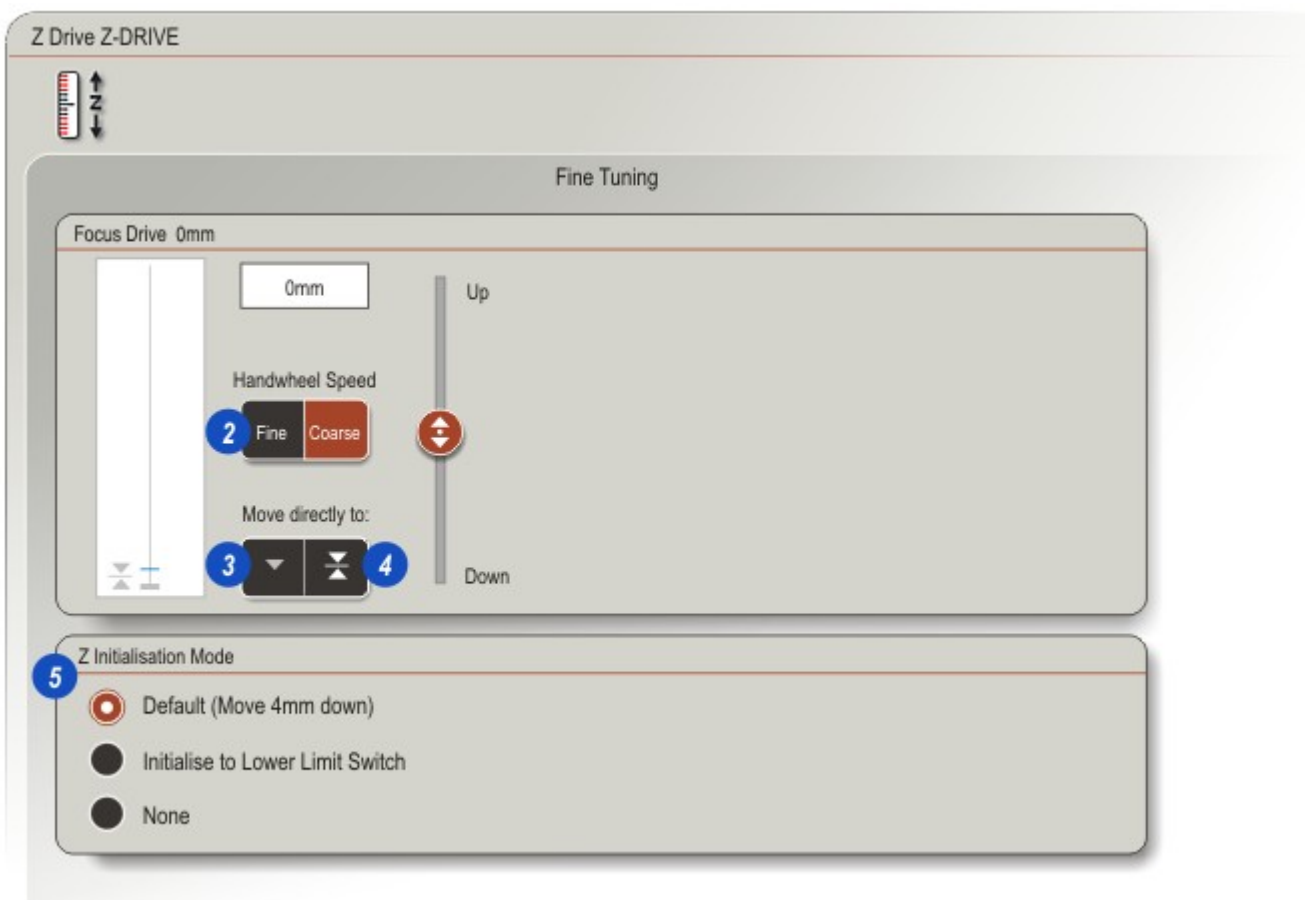 Z Drive Z-DRIVE
Z
Fine Tuning
Focus Drive 0mm
0mm
Up
Handwheel Speed
2 Fine Coarse
Move directly to:
3 4
Down
Z Initialisation Mode
5
Default (Move 4mm down)
Initialise to Lower Limit Switch
None